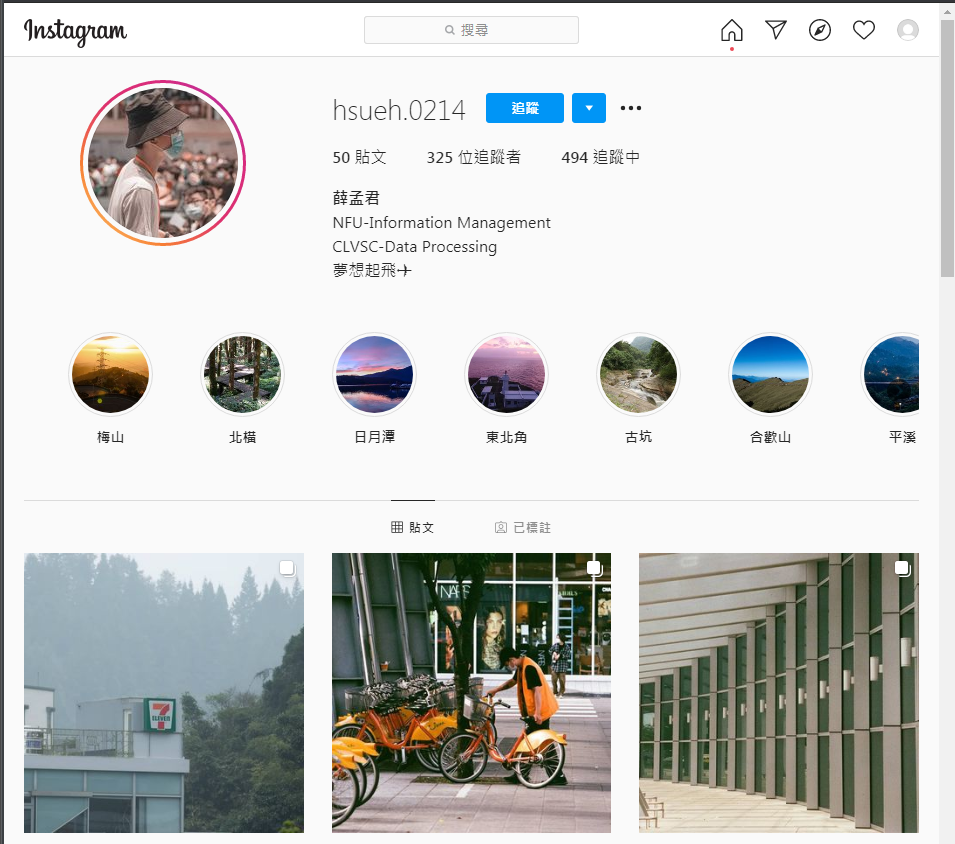 Instagram
搜尋
hsueh.0214
追蹤
50 貼文 325 位追蹤者 494 追蹤中
薛孟君
NFU-Information Management
CLVSC-Data Processing
夢想起飛✈
梅山 北橫 日月潭 東北角 古坑 合歡山 平溪
貼文 已標註
7
ELEVEN
NARS